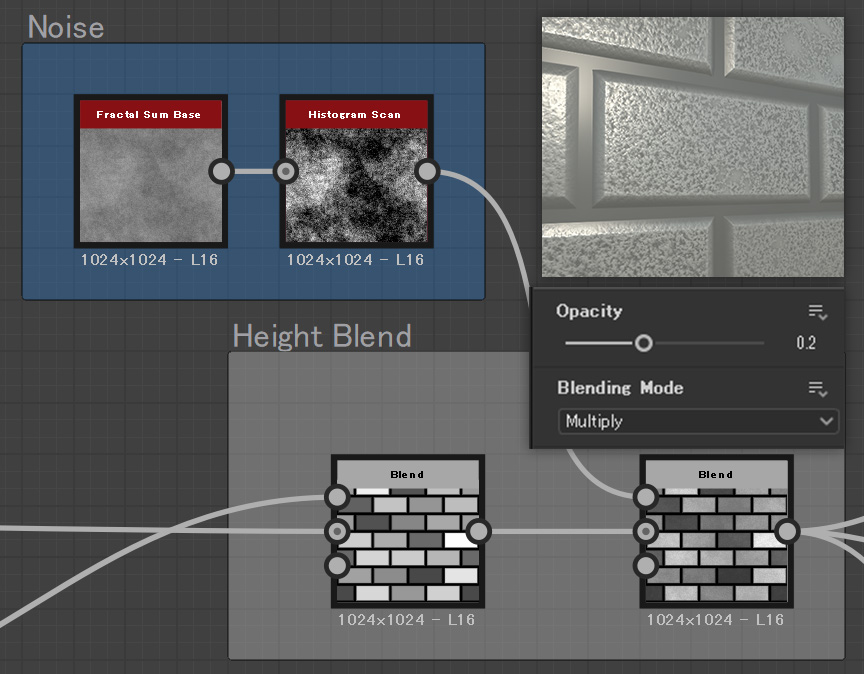 Noise
Fractal Sum Base
Histogram Scan
1024x1024 - L16
1024x1024 - L16
Opacity
0.2
Height Blend
Blending Mode
Multiply
Blend
Blend
1024x1024 - L16
1024x1024 - L16